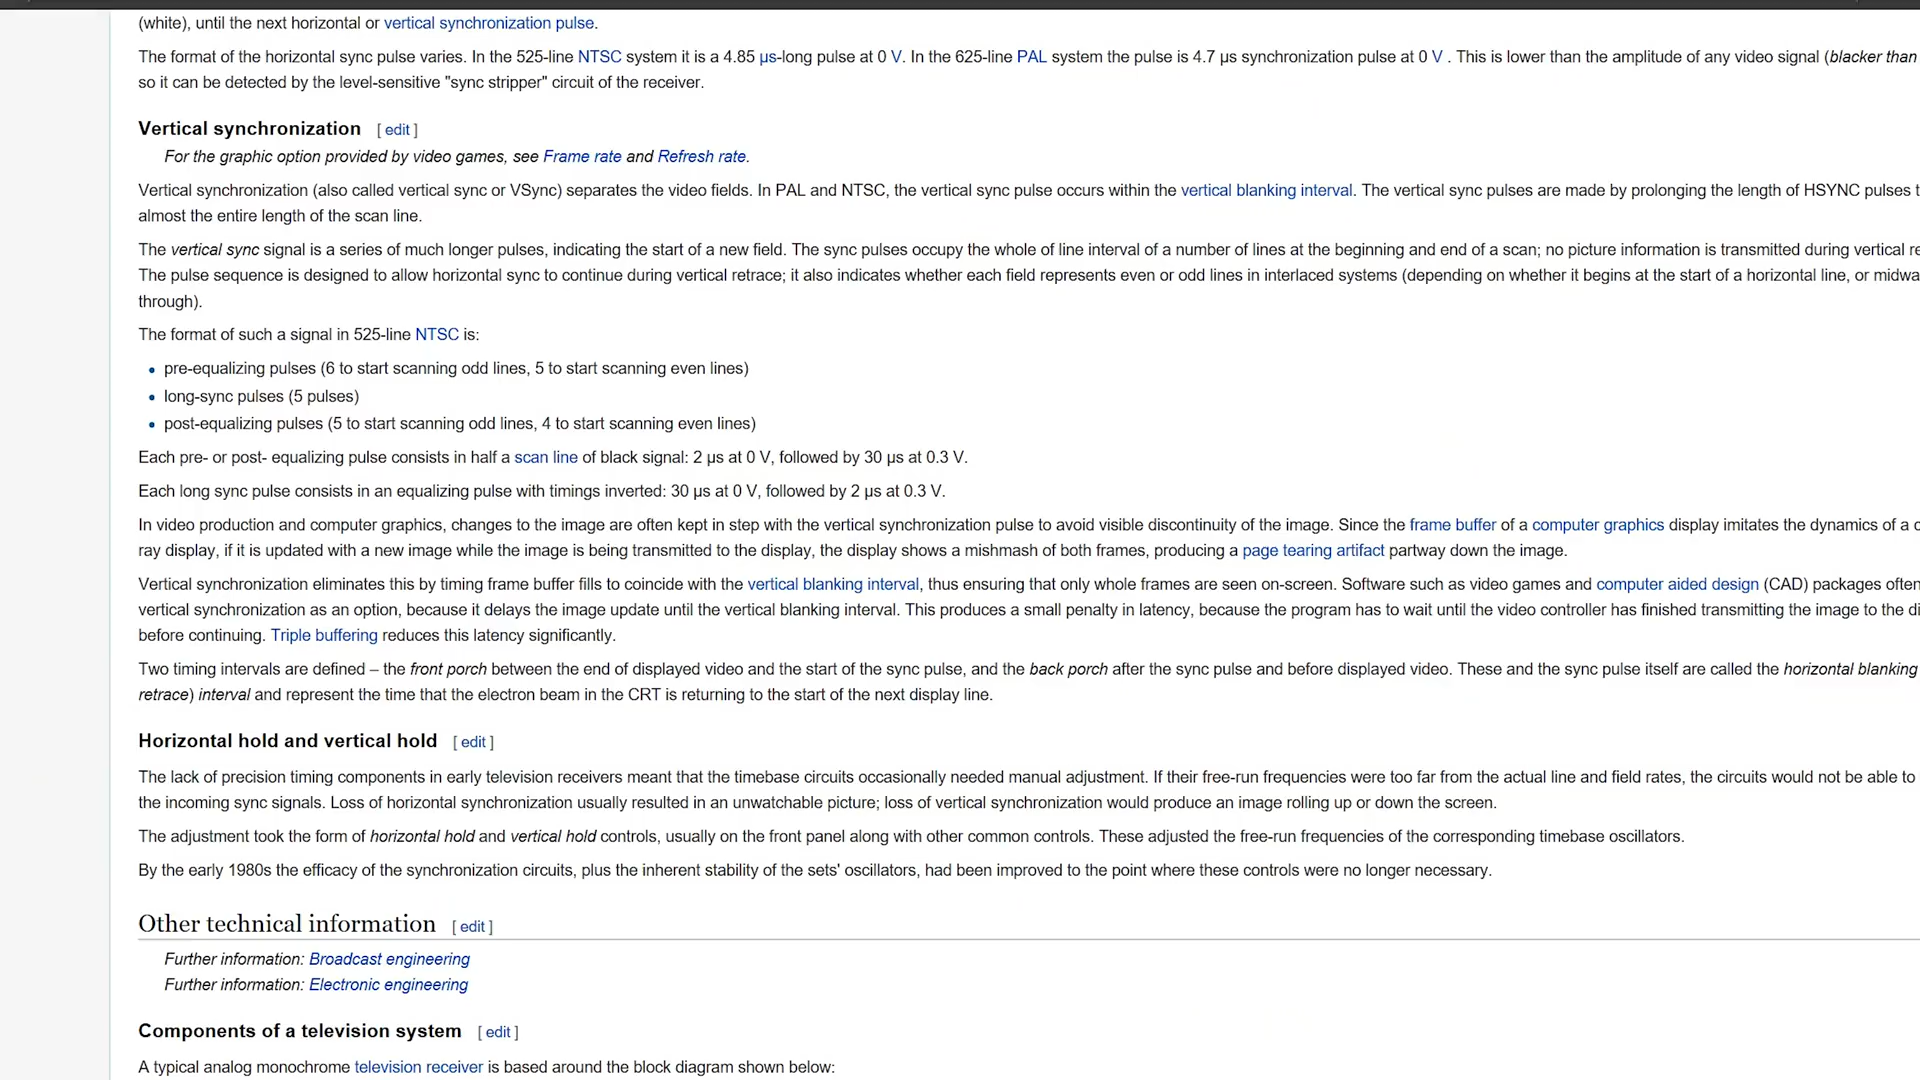 (white), until the next horizontal or vertical synchronization pulse.
The format of the horizontal sync pulse varies. In the 525-line NTSC system it is a 4.85 µs-long pulse at 0 V. In the 625-line PAL system the pulse is 4.7 µs synchronization pulse at 0 V . This is lower than the amplitude of any video signal (blacker than
so it can be detected by the level-sensitive "sync stripper" circuit of the receiver.
Vertical synchronization [ edit ]
For the graphic option provided by video games, see Frame rate and Refresh rate.
Vertical synchronization (also called vertical sync or VSync) separates the video fields. In PAL and NTSC, the vertical sync pulse occurs within the vertical blanking interval. The vertical sync pulses are made by prolonging the length of HSYNC pulses
almost the entire length of the scan line.
The vertical sync signal is a series of much longer pulses, indicating the start of a new field. The sync pulses occupy the whole of line interval of a number of lines at the beginning and end of a scan; no picture information is transmitted during vertical
The pulse sequence is designed to allow horizontal sync to continue during vertical retrace; it also indicates whether each field represents even or odd lines in interlaced systems (depending on whether it begins at the start of a horizontal line, or
through).
The format of such a signal in 525-line NTSC is:
• pre-equalizing pulses (6 to start scanning odd lines, 5 to start scanning even lines)
• long-sync pulses (5 pulses)
• post-equalizing pulses (5 to start scanning odd lines, 4 to start scanning even lines)
Each pre- or post- equalizing pulse consists in half a scan line of black signal: 2 µs at 0 V, followed by 30 µs at 0.3 V.
Each long sync pulse consists in an equalizing pulse with timings inverted: 30 µs at 0 V, followed by 2 µs at 0.3 V.
In video production and computer graphics, changes to the image are often kept in step with the vertical synchronization pulse to avoid visible discontinuity of the image. Since the frame buffer of a computer graphics display imitates the dynamics of a
ray display, if it is updated with a new image while the image is being transmitted to the display, the display shows a mishmash of both frames, producing a page tearing artifact partway down the image.
Vertical synchronization eliminates this by timing frame buffer fills to coincide with the vertical blanking interval, thus ensuring that only whole frames are seen on-screen. Software such as video games and computer aided design (CAD) packages often
vertical synchronization as an option, because it delays the image update until the vertical blanking interval. This produces a small penalty in latency, because the program has to wait until the video controller has finished transmitting the image to the
before continuing. Triple buffering reduces this latency significantly.
Two timing intervals are defined – the front porch between the end of displayed video and the start of the sync pulse, and the back porch after the sync pulse and before displayed video. These and the sync pulse itself are called the horizontal blanking
retrace) interval and represent the time that the electron beam in the CRT is returning to the start of the next display line.
Horizontal hold and vertical hold [ edit ]
The lack of precision timing components in early television receivers meant that the timebase circuits occasionally needed manual adjustment. If their free-run frequencies were too far from the actual line and field rates, the circuits would not be able to
the incoming sync signals. Loss of horizontal synchronization usually resulted in an unwatchable picture; loss of vertical synchronization would produce an image rolling up or down the screen.
The adjustment took the form of horizontal hold and vertical hold controls, usually on the front panel along with other common controls. These adjusted the free-run frequencies of the corresponding timebase oscillators.
By the early 1980s the efficacy of the synchronization circuits, plus the inherent stability of the sets' oscillators, had been improved to the point where these controls were no longer necessary.
Other technical information [ edit ]
Further information: Broadcast engineering
Further information: Electronic engineering
Components of a television system [ edit ]
A typical analog monochrome television receiver is based around the block diagram shown below: